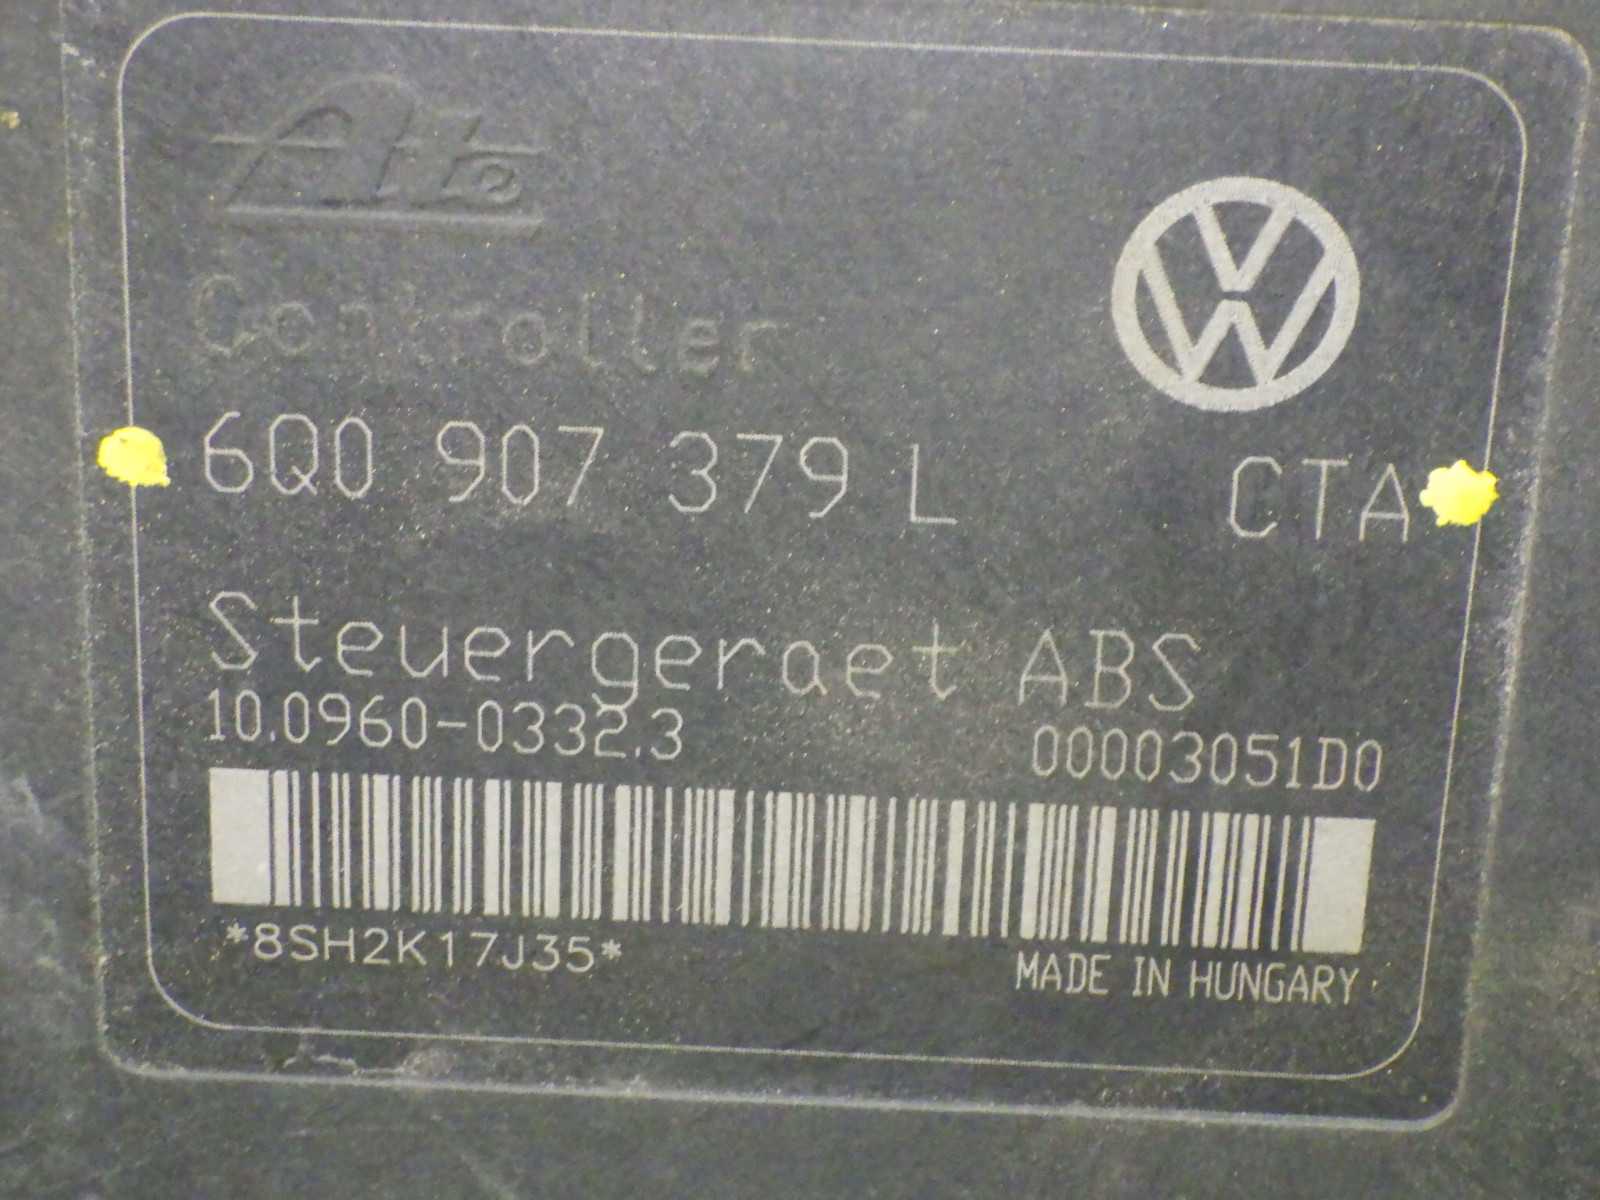 Ate
Controller
6Q0 907 379 L CTA
Steuergeraet ABS
10.0960-0332.3 00003051D0
*8SH2K17J35*
MADE IN HUNGARY